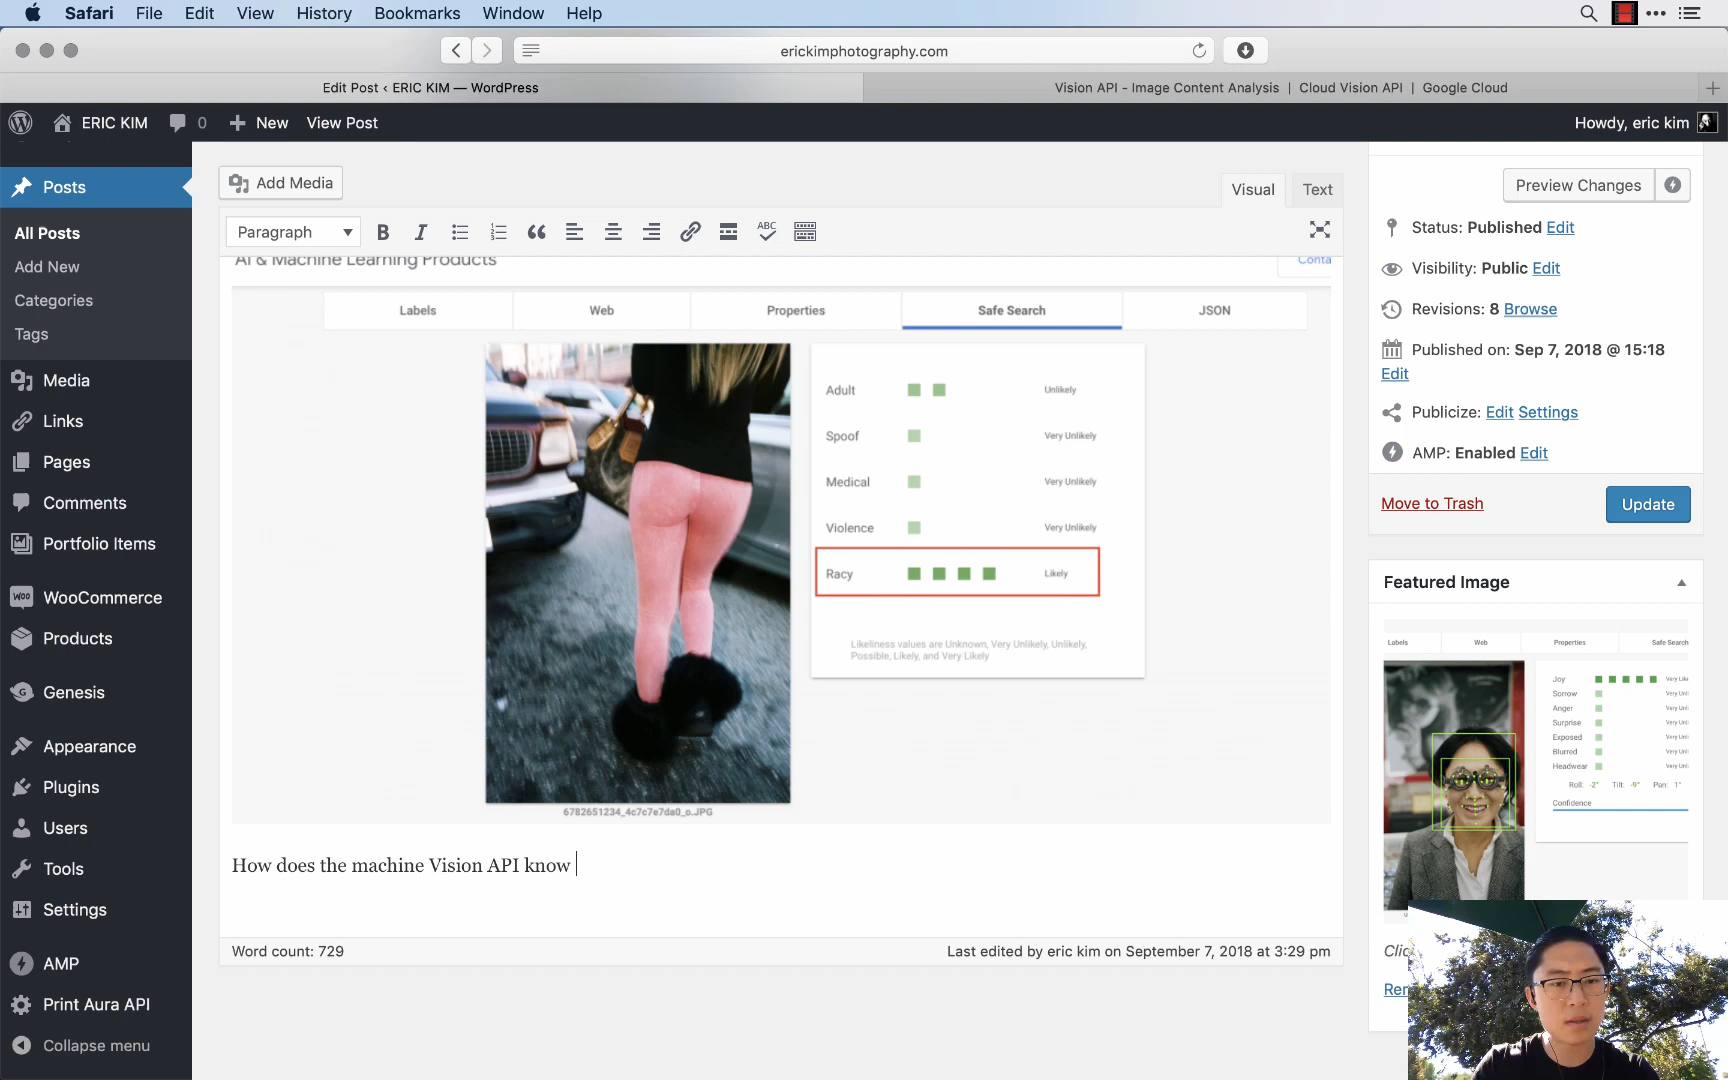 Safari File Edit View History Bookmarks Window Help
erickimphotography.com
Edit Post ‹ ERIC KIM — WordPress
Vision API - Image Content Analysis | Cloud Vision API | Google Cloud
ERIC KIM 0 New View Post
Howdy, eric kim
Posts
All Posts
Add New
Categories
Tags
Media
Links
Pages
Comments
Portfolio Items
WooCommerce
Products
Genesis
Appearance
Plugins
Users
Tools
Settings
AMP
Print Aura API
Collapse menu
Add Media
Visual Text
Paragraph
ABC
AI & Machine Learning Products
Conta
Labels Web Properties Safe Search JSON
Adult Unlikely
Spoof Very Unlikely
Medical Very Unlikely
Violence Very Unlikely
Racy Likely
Likeliness values are Unknown, Very Unlikely, Unlikely,
Possible, Likely, and Very Likely
6782651234_4c7c7e7da0_o.JPG
How does the machine Vision API know
Word count: 729
Last edited by eric kim on September 7, 2018 at 3:29 pm
Preview Changes
Status: Published Edit
Visibility: Public Edit
Revisions: 8 Browse
Published on: Sep 7, 2018 @ 15:18
Edit
Publicize: Edit Settings
AMP: Enabled Edit
Move to Trash
Update
Featured Image
Labels Web Properties Safe Search
Joy Very Like
Sorrow Very Unl
Anger Very Unl
Surprise Very Unl
Exposed Very Unl
Blurred Very Unl
Headwear Very Unl
Roll: -2° Tilt: -9° Pan: 1°
Confidence
Clic
Rem